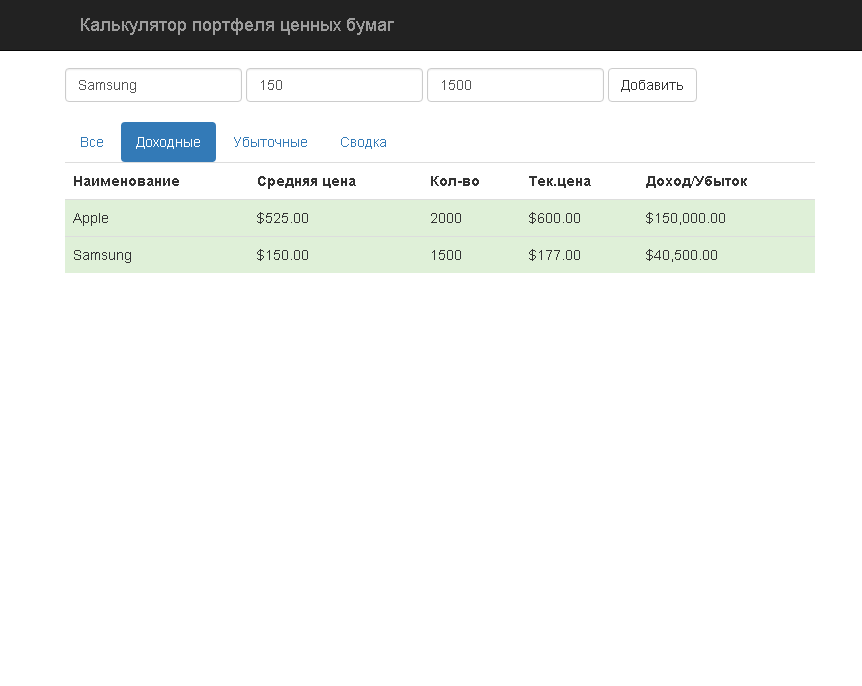 Калькулятор портфеля ценных бумаг
Samsung 150 1500 Добавить
Все Доходные Убыточные Сводка
Наименование Средняя цена Кол-во Тек.цена Доход/Убыток
Apple $525.00 2000 $600.00 $150,000.00
Samsung $150.00 1500 $177.00 $40,500.00